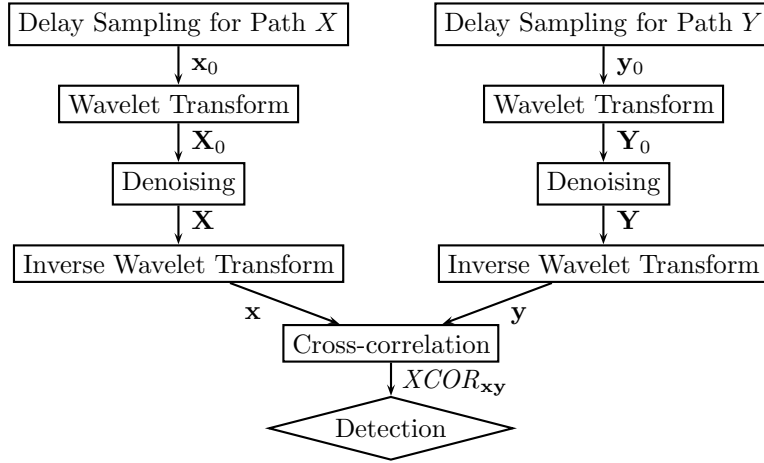 Delay Sampling for Path X
Delay Sampling for Path Y
x₀
y₀
Wavelet Transform
Wavelet Transform
X₀
Y₀
Denoising
Denoising
X
Y
Inverse Wavelet Transform
Inverse Wavelet Transform
x
y
Cross-correlation
XCOR_xy
Detection